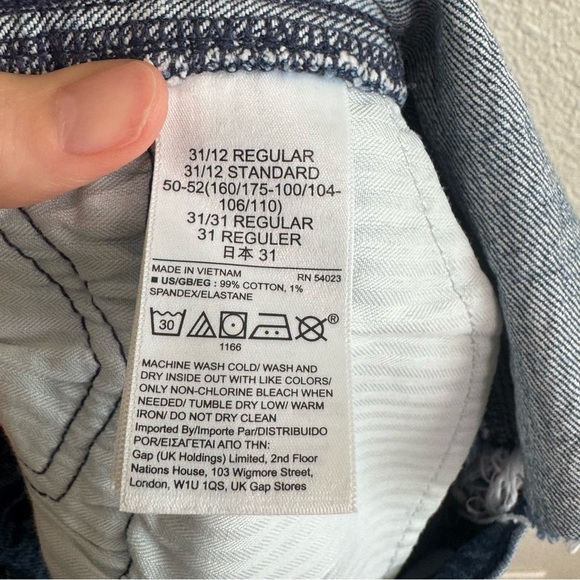 31/12 REGULAR
31/12 STANDARD
50-52(160/175-100/104-
106/110)
31/31 REGULAR
31 REGULER
日本 31
MADE IN VIETNAM RN 54023
■ US/GB/EG : 99% COTTON, 1%
SPANDEX/ELASTANE
30 ®
1166
MACHINE WASH COLD/ WASH AND
DRY INSIDE OUT WITH LIKE COLORS/
ONLY NON-CHLORINE BLEACH WHEN
NEEDED/ TUMBLE DRY LOW/ WARM
IRON/ DO NOT DRY CLEAN
Imported By/Importe Par/DISTRIBUIDO
POR/ΕΙΣΑΓΕΤΑΙ ΑΠΟ ΤΗΝ:
Gap (UK Holdings) Limited, 2nd Floor
Nations House, 103 Wigmore Street,
London, W1U 1QS, UK Gap Stores